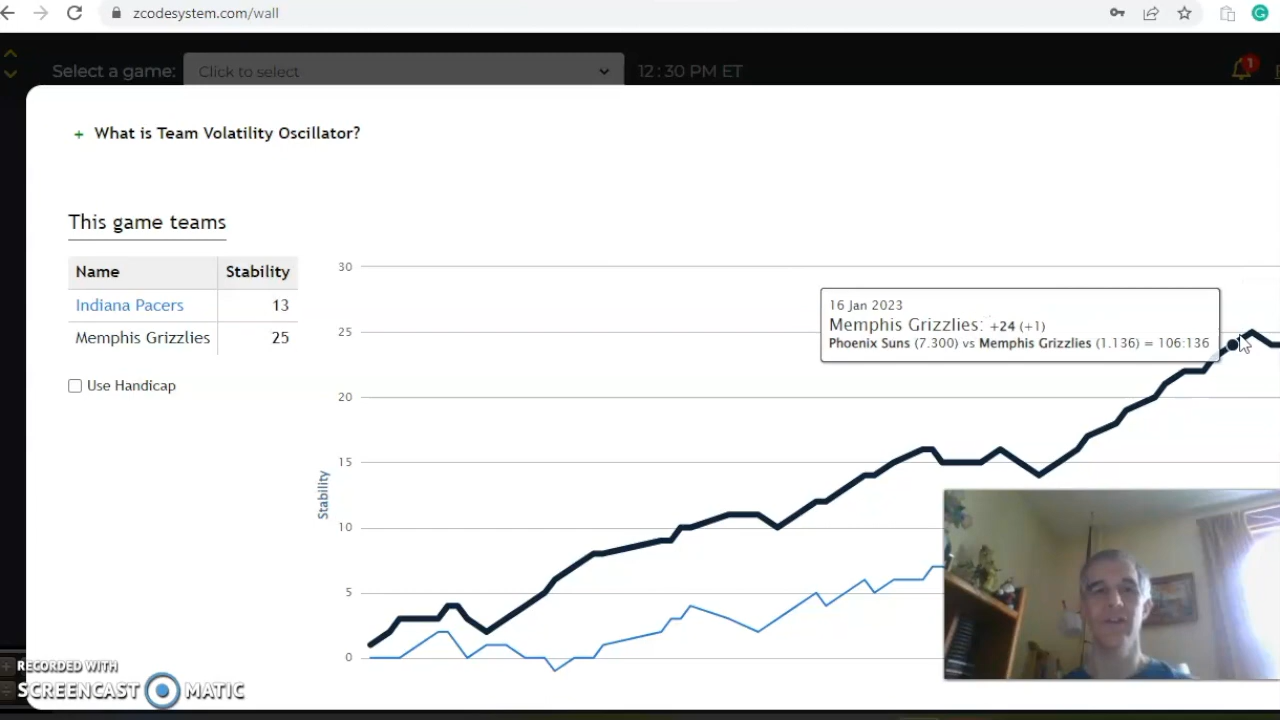 zcodesystem.com/wall
Select a game: Click to select 12:30 PM ET
1
+ What is Team Volatility Oscillator?
This game teams
Name Stability
Indiana Pacers 13
Memphis Grizzlies 25
Use Handicap
Stability
30
25
20
15
10
5
0
16 Jan 2023
Memphis Grizzlies: +24 (+1)
Phoenix Suns (7.300) vs Memphis Grizzlies (1.136) = 106:136
RECORDED WITH
SCREENCAST MATIC